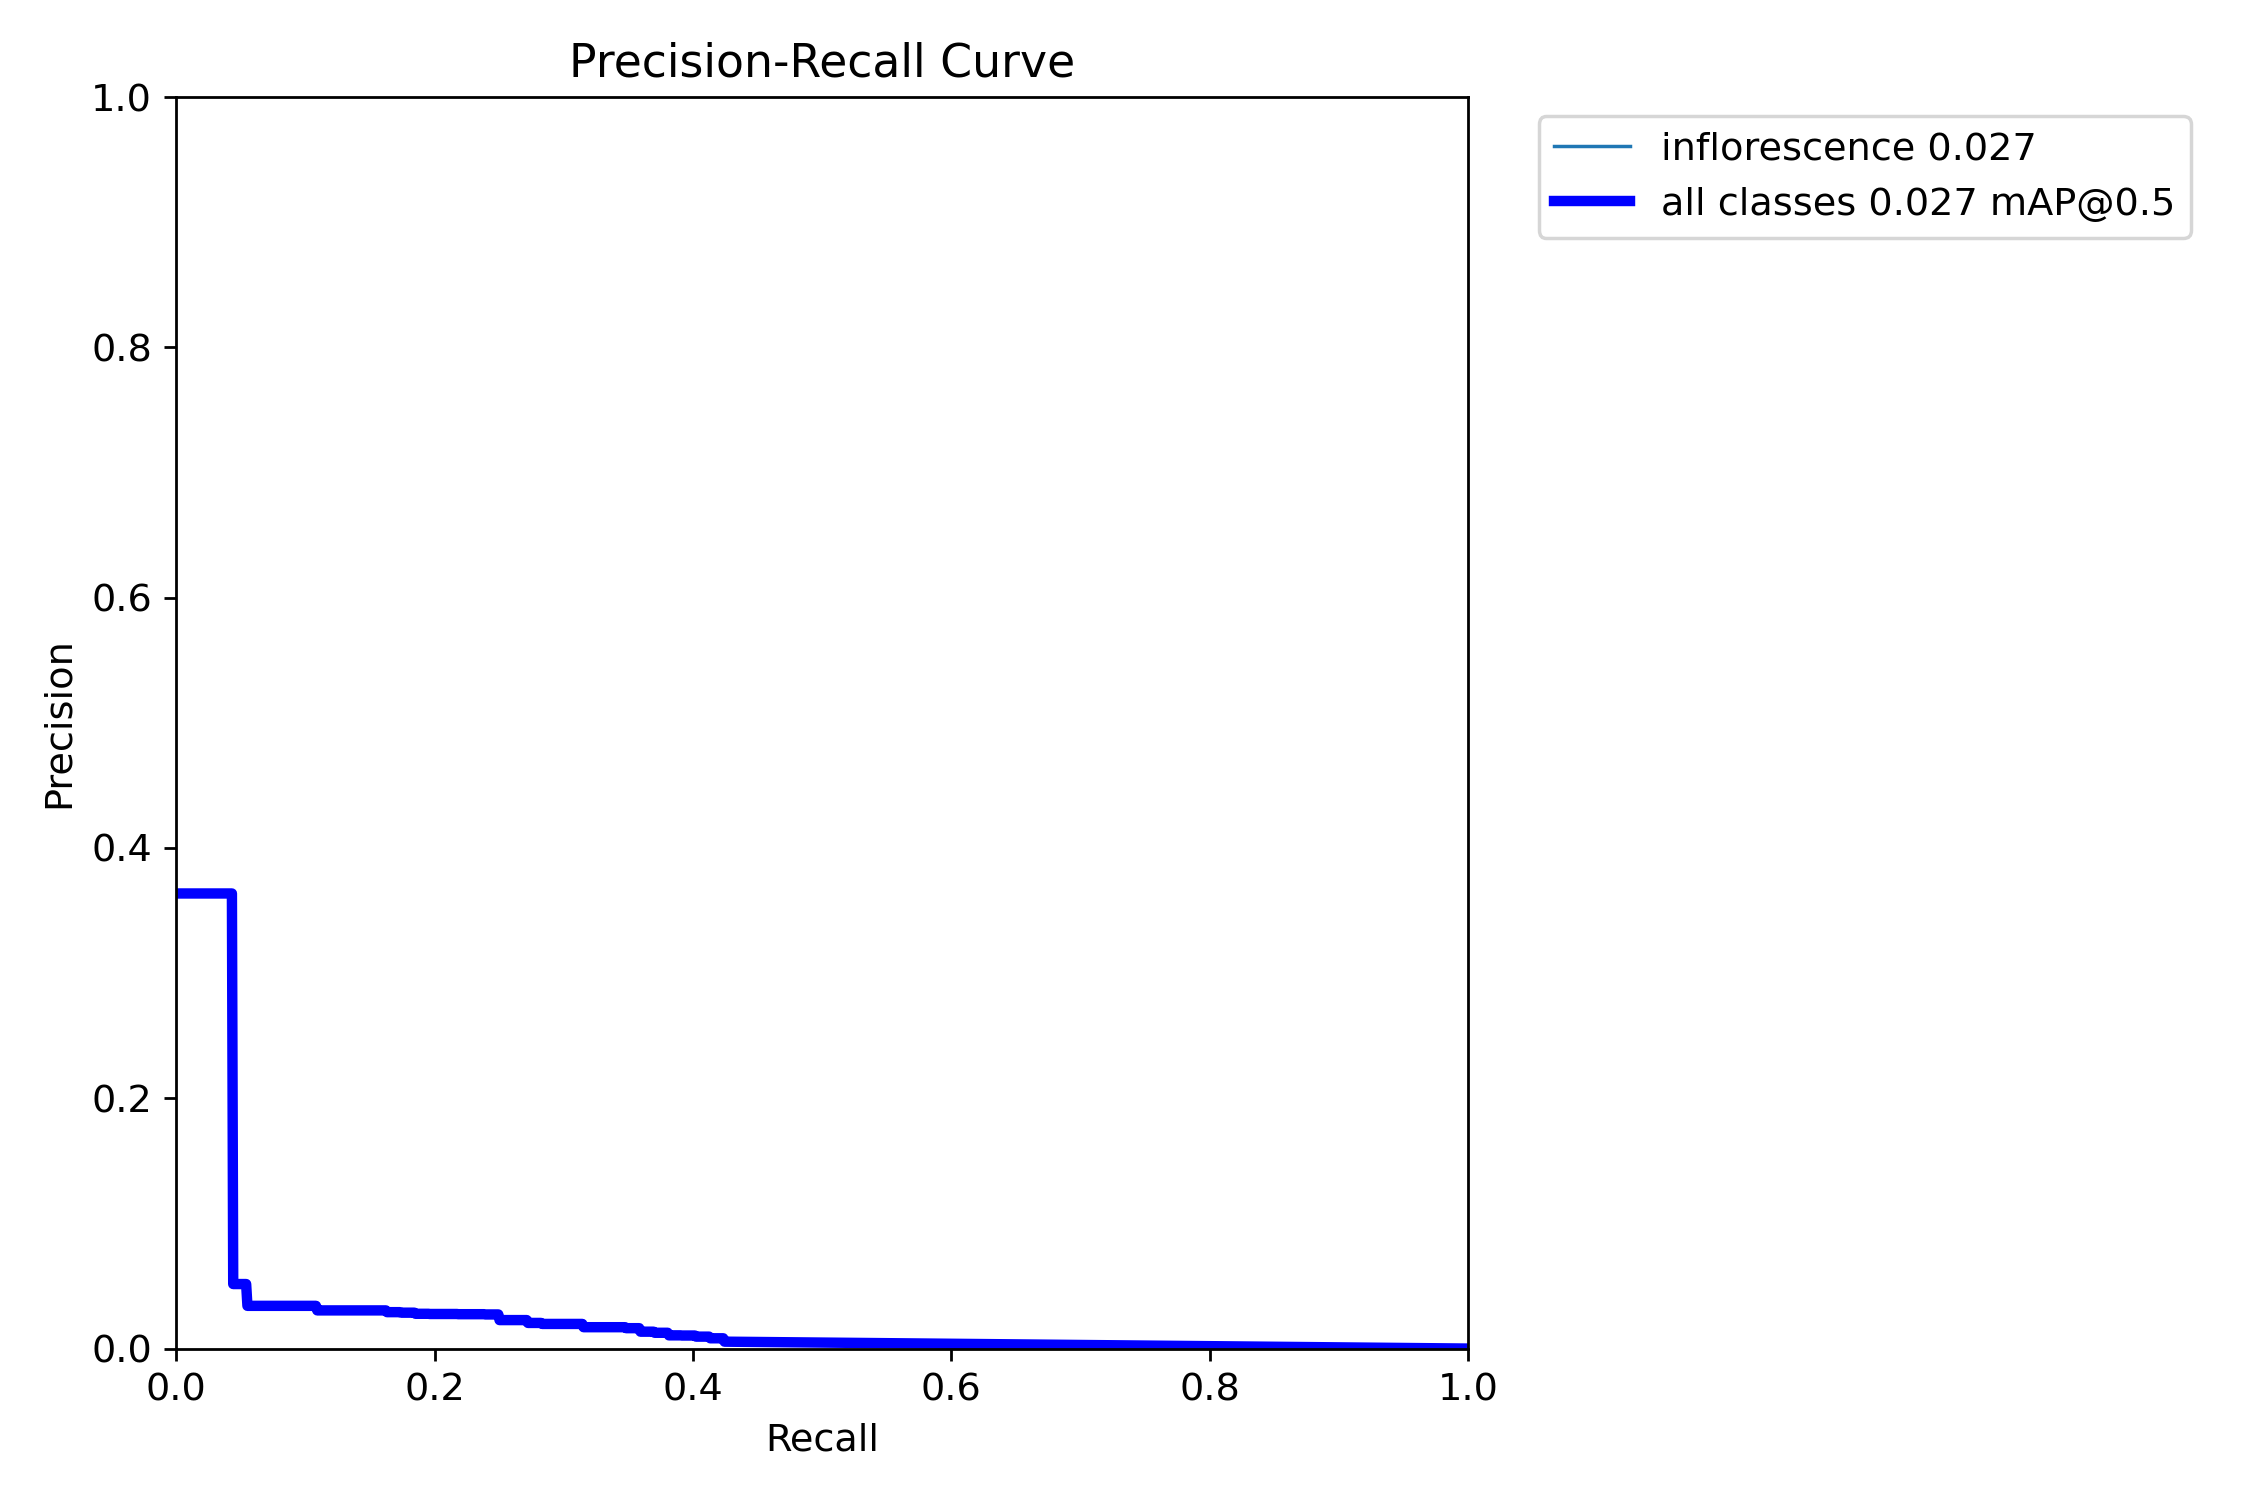 Precision-Recall Curve
1.0
0.8
0.6
0.4
0.2
0.0
Precision
0.0 0.2 0.4 0.6 0.8 1.0
Recall
inflorescence 0.027
all classes 0.027 mAP@0.5